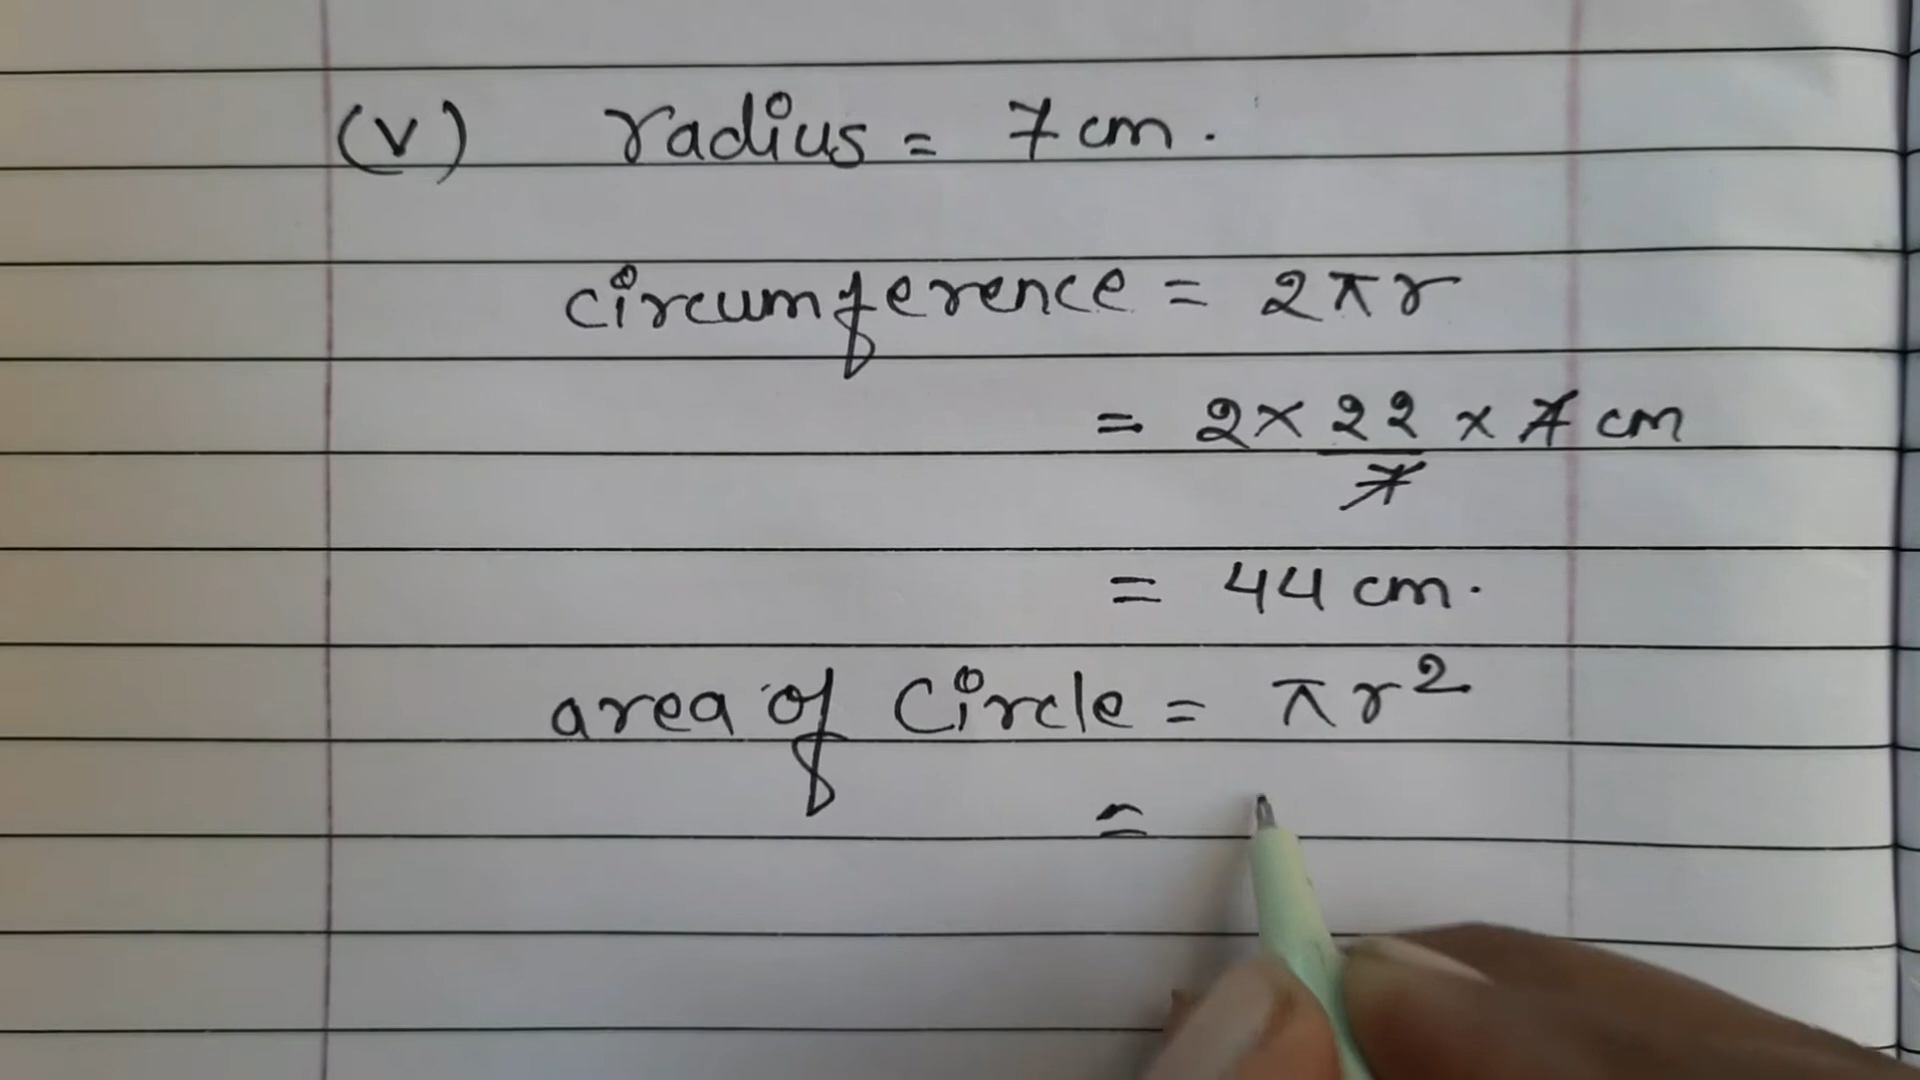 (v) radius = 7 cm.
circumference = 2πr
= 2 × 22/7 × 7 cm
= 44 cm.
area of Circle = πr²
=